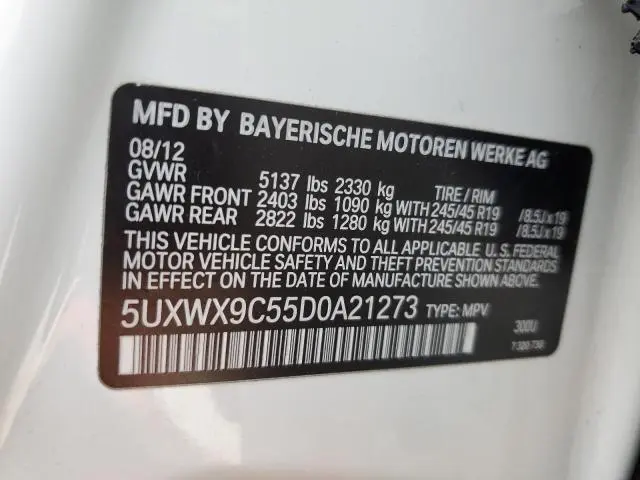 MFD BY BAYERISCHE MOTOREN WERKE AG
08/12
GVWR 5137 lbs 2330 kg TIRE / RIM
GAWR FRONT 2403 lbs 1090 kg WITH 245/45 R19 / 8.5J x 19
GAWR REAR 2822 lbs 1280 kg WITH 245/45 R19 / 8.5J x 19
THIS VEHICLE CONFORMS TO ALL APPLICABLE U. S. FEDERAL
MOTOR VEHICLE SAFETY AND THEFT PREVENTION STANDARDS
IN EFFECT ON THE DATE OF MANUFACTURE SHOWN ABOVE.
5UXWX9C55D0A21273 TYPE: MPV
300U
7 320 730